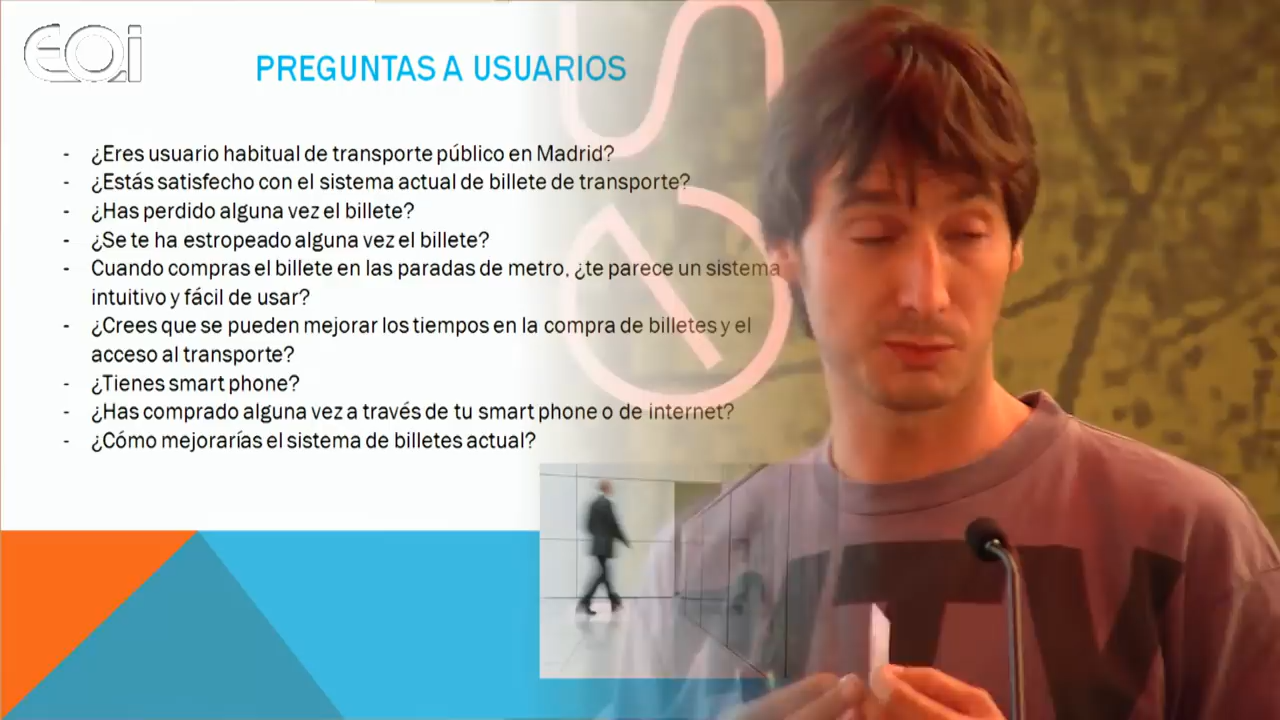 EOi
PREGUNTAS A USUARIOS
- ¿Eres usuario habitual de transporte público en Madrid?
- ¿Estás satisfecho con el sistema actual de billete de transporte?
- ¿Has perdido alguna vez el billete?
- ¿Se te ha estropeado alguna vez el billete?
- Cuando compras el billete en las paradas de metro, ¿te parece un sistema
intuitivo y fácil de usar?
- ¿Crees que se pueden mejorar los tiempos en la compra de billetes y el
acceso al transporte?
- ¿Tienes smart phone?
- ¿Has comprado alguna vez a través de tu smart phone o de internet?
- ¿Cómo mejorarías el sistema de billetes actual?